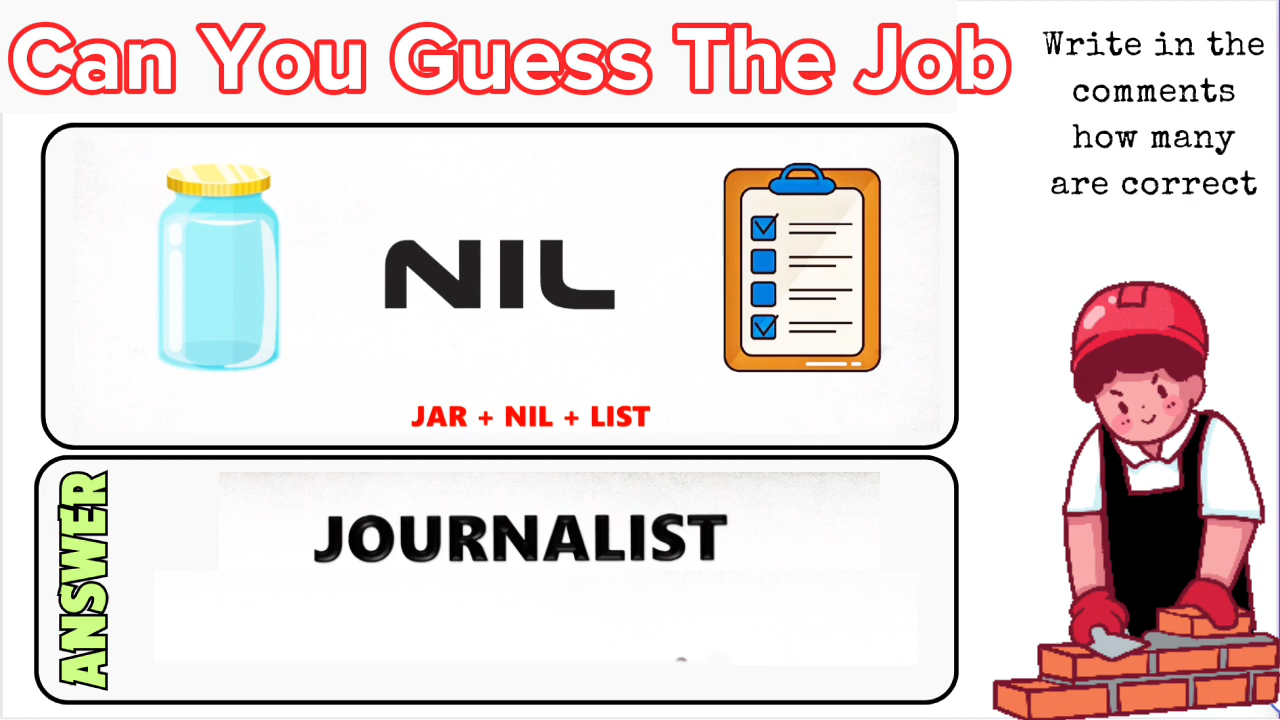 Can You Guess The Job
Write in the
comments
how many
are correct
NIL
JAR + NIL + LIST
ANSWER
JOURNALIST